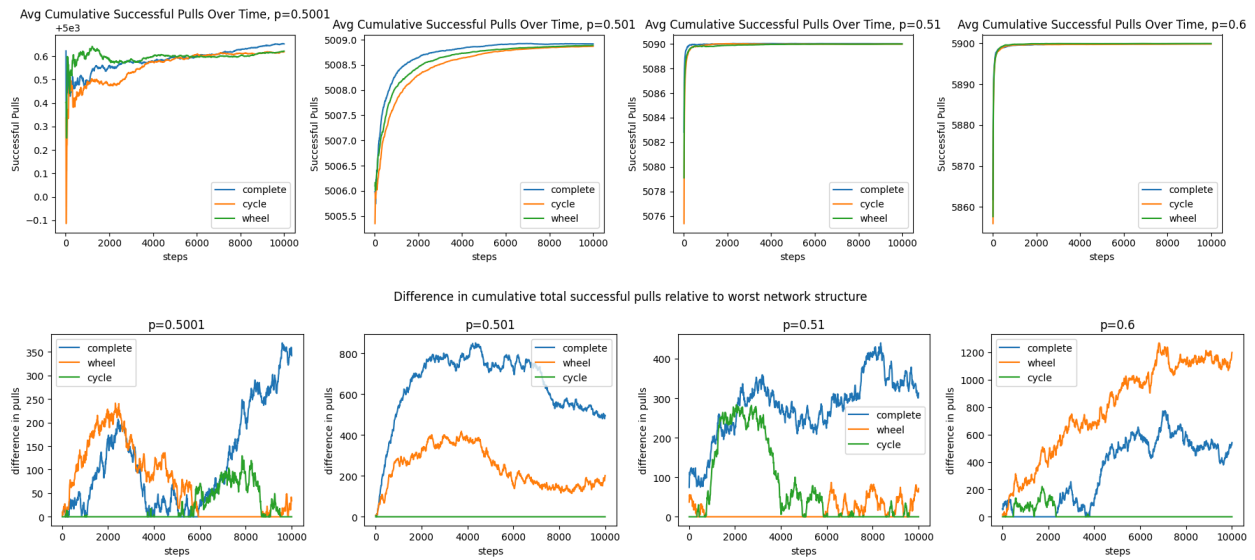 Avg Cumulative Successful Pulls Over Time, p=0.5001
+5e3
0.6
0.5
0.4
0.3
0.2
0.1
0.0
−0.1
Successful Pulls
0
2000
4000
6000
8000
10000
steps
complete
cycle
wheel
Avg Cumulative Successful Pulls Over Time, p=0.501
5009.0
5008.5
5008.0
5007.5
5007.0
5006.5
5006.0
5005.5
Successful Pulls
0
2000
4000
6000
8000
10000
steps
complete
cycle
wheel
Avg Cumulative Successful Pulls Over Time, p=0.51
5090
5088
5086
5084
5082
5080
5078
5076
Successful Pulls
0
2000
4000
6000
8000
10000
steps
complete
cycle
wheel
Avg Cumulative Successful Pulls Over Time, p=0.6
5900
5890
5880
5870
5860
Successful Pulls
0
2000
4000
6000
8000
10000
steps
complete
cycle
wheel
Difference in cumulative total successful pulls relative to worst network structure
p=0.5001
350
300
250
200
150
100
50
0
difference in pulls
0
2000
4000
6000
8000
10000
steps
complete
wheel
cycle
p=0.501
800
600
400
200
0
difference in pulls
0
2000
4000
6000
8000
10000
steps
complete
wheel
cycle
p=0.51
400
300
200
100
0
difference in pulls
0
2000
4000
6000
8000
10000
steps
complete
wheel
cycle
p=0.6
1200
1000
800
600
400
200
0
difference in pulls
0
2000
4000
6000
8000
10000
steps
complete
wheel
cycle